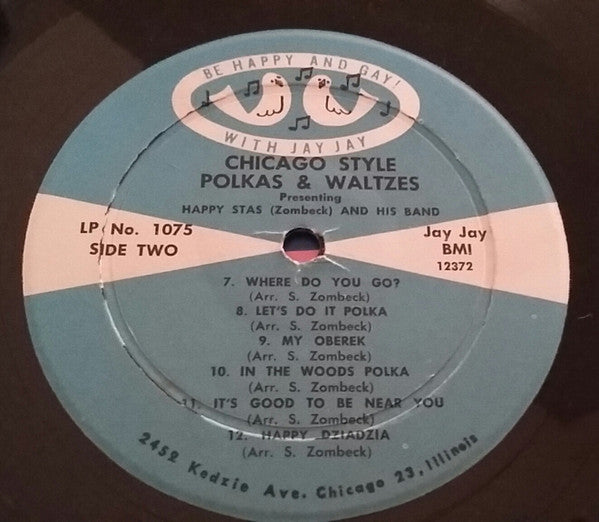 BE HAPPY AND GAY!
WITH JAY JAY
CHICAGO STYLE
POLKAS & WALTZES
Presenting
HAPPY STAS (Zombeck) AND HIS BAND
LP No. 1075
SIDE TWO
Jay Jay
BMI
12372
7. WHERE DO YOU GO?
(Arr. S. Zombeck)
8. LET'S DO IT POLKA
(Arr. S. Zombeck)
9. MY OBEREK
(Arr. S. Zombeck)
10. IN THE WOODS POLKA
(Arr. S. Zombeck)
11. IT'S GOOD TO BE NEAR YOU
(Arr. S. Zombeck)
12. HAPPY DZIADZIA
(Arr. S. Zombeck)
2452 Kedzie Ave. Chicago 23, Illinois